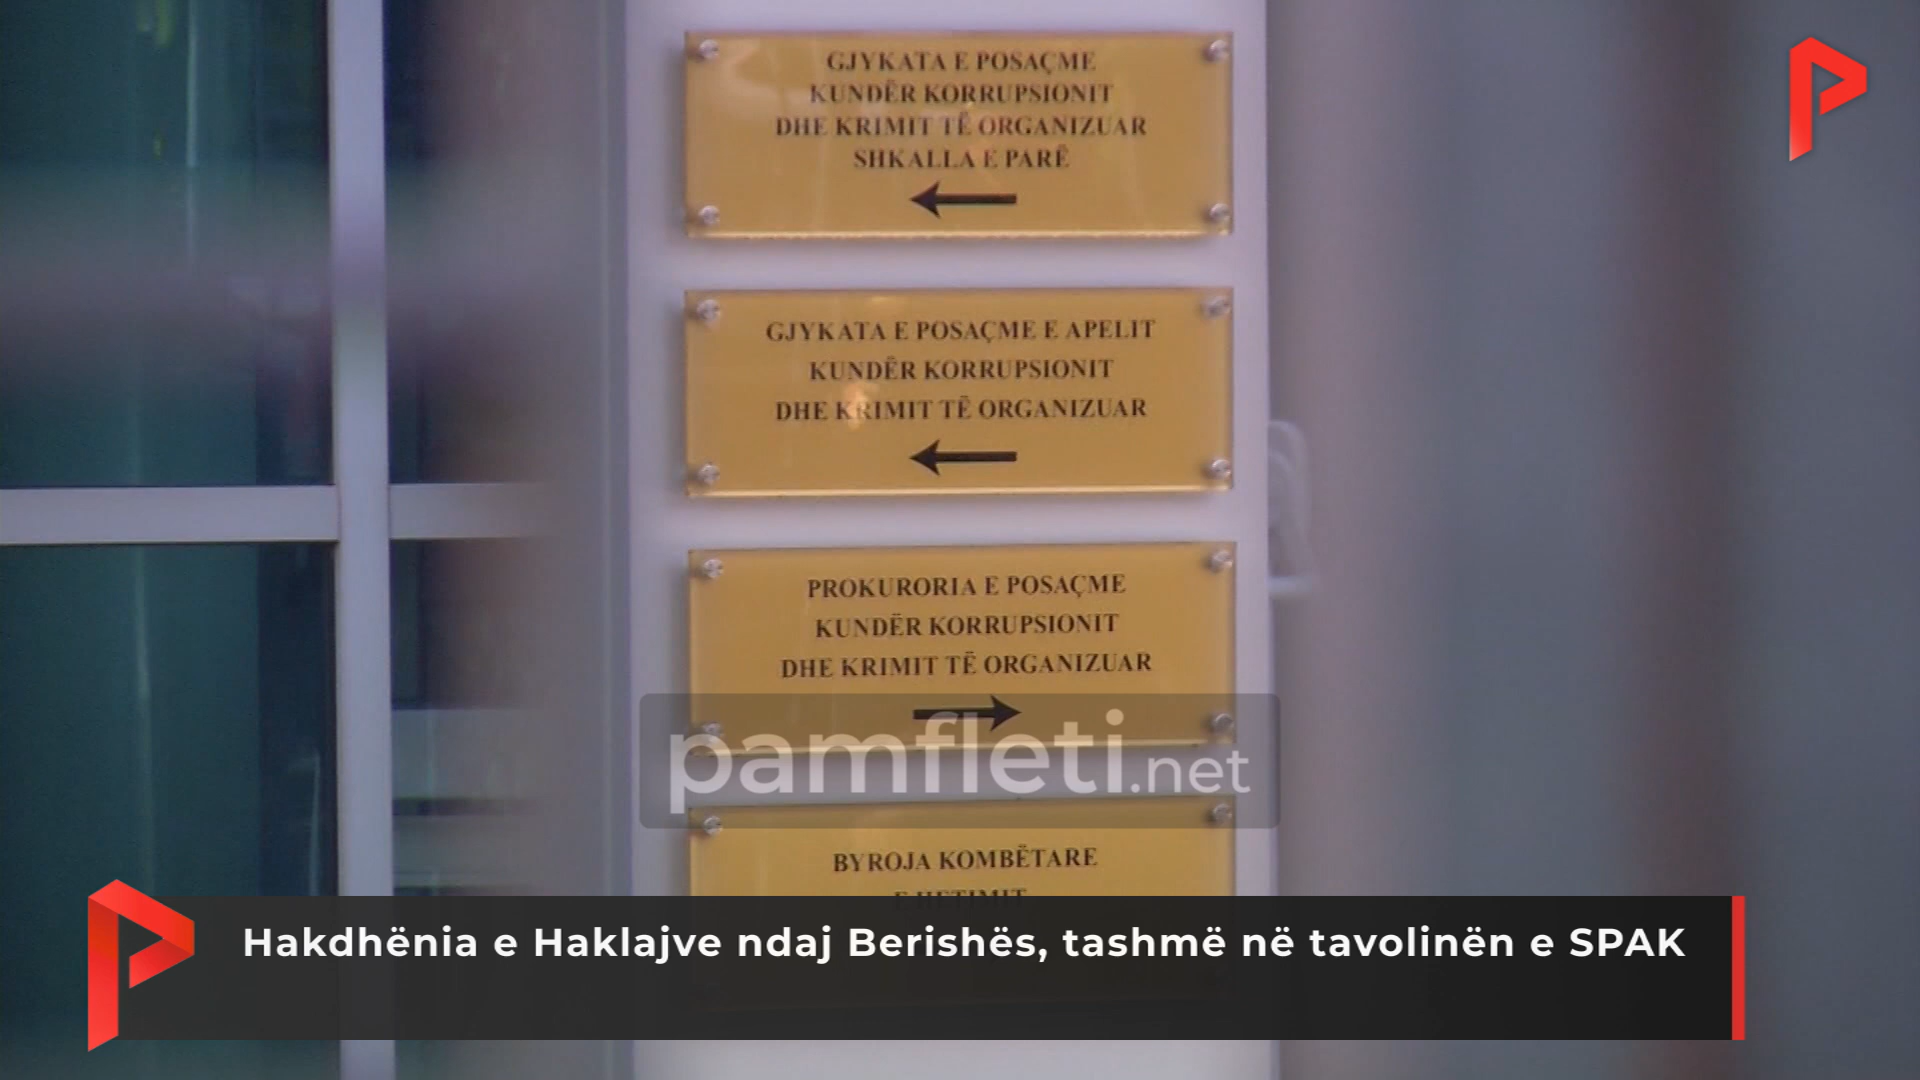 GJYKATA E POSAÇME
KUNDËR KORRUPSIONIT
DHE KRIMIT TË ORGANIZUAR
SHKALLA E PARË
GJYKATA E POSAÇME E APELIT
KUNDËR KORRUPSIONIT
DHE KRIMIT TË ORGANIZUAR
PROKURORIA E POSAÇME
KUNDËR KORRUPSIONIT
DHE KRIMIT TË ORGANIZUAR
pamfleti.net
BYROJA KOMBËTARE
E HETIMIT
Hakdhënia e Haklajve ndaj Berishës, tashmë në tavolinën e SPAK